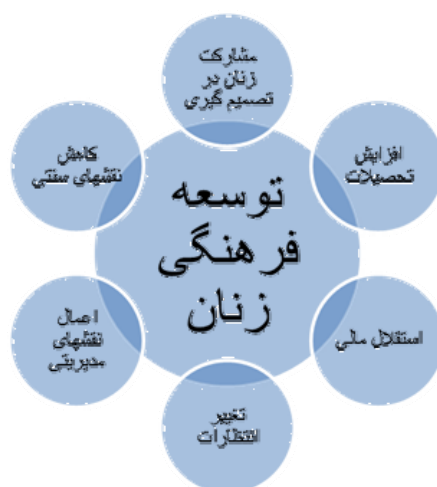 مشارکت
زنان در
تصمیم گیری
افزایش
تحصیلات
استقلال مالی
تغییر
انتظارات
اعمال
نقشهای
مدیریتی
کاهش
نقشهای سنتی
توسعه
فرهنگی
زنان